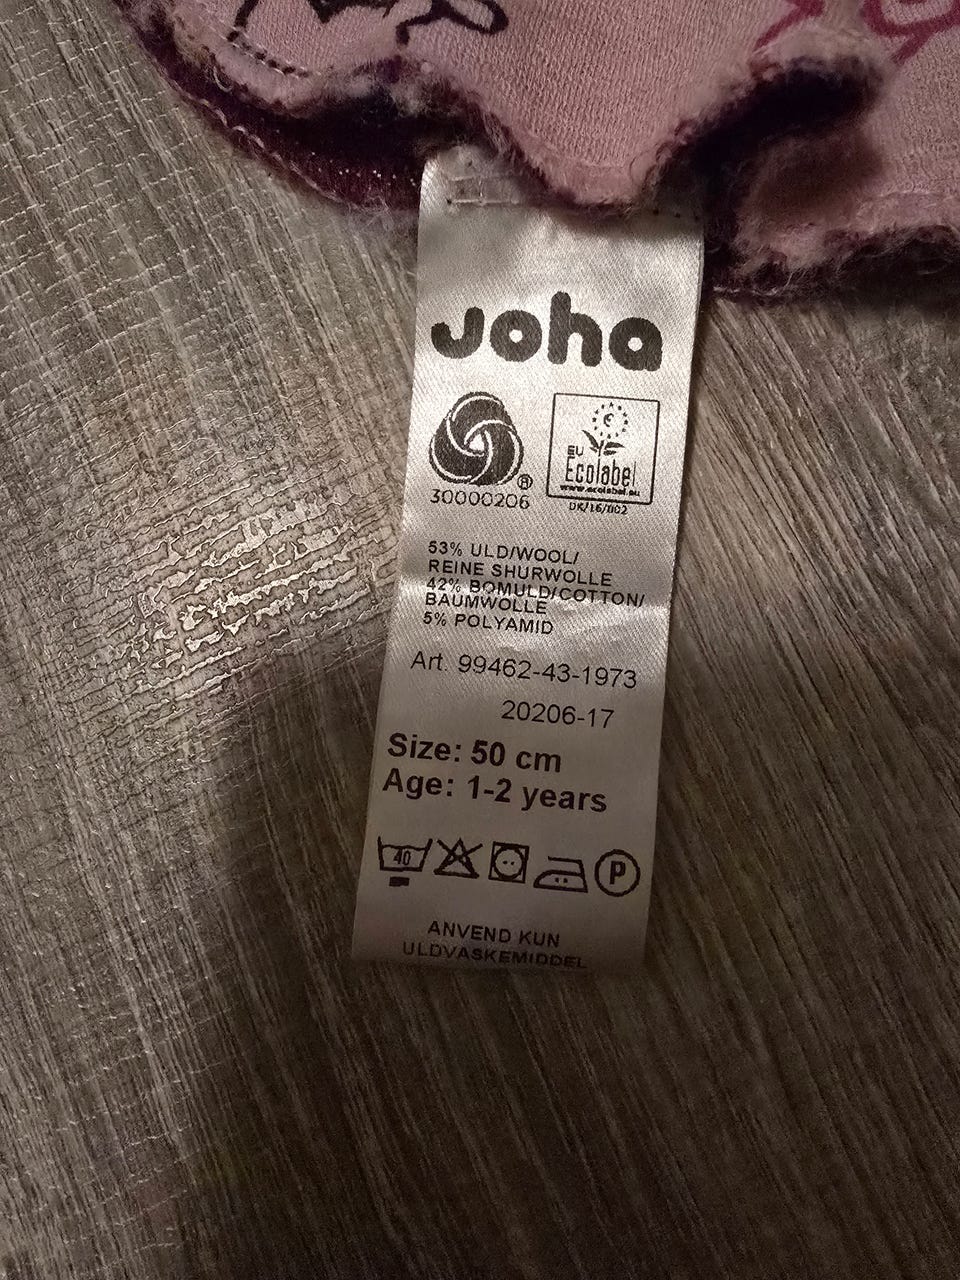 Joha
®
30000206
EU
Ecolabel
www.ecolabel.eu
DK/16/002
53% ULD/WOOL/
REINE SHURWOLLE
42% BOMULD/COTTON/
BAUMWOLLE
5% POLYAMID
Art. 99462-43-1973
20206-17
Size: 50 cm
Age: 1-2 years
40
P
ANVEND KUN
ULDVASKEMIDDEL